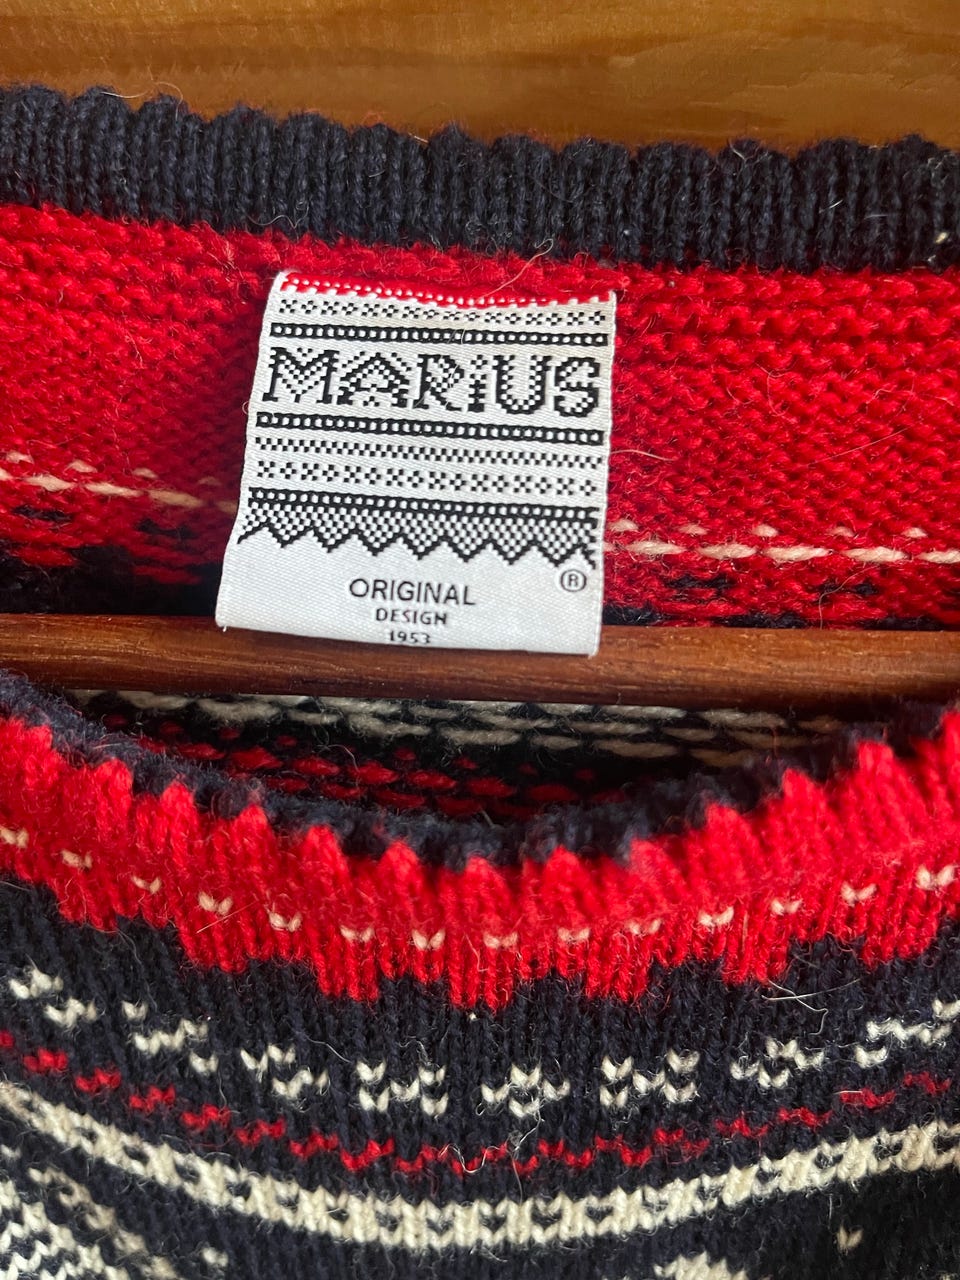 MARiUS
®
ORIGINAL
DESIGN
1953